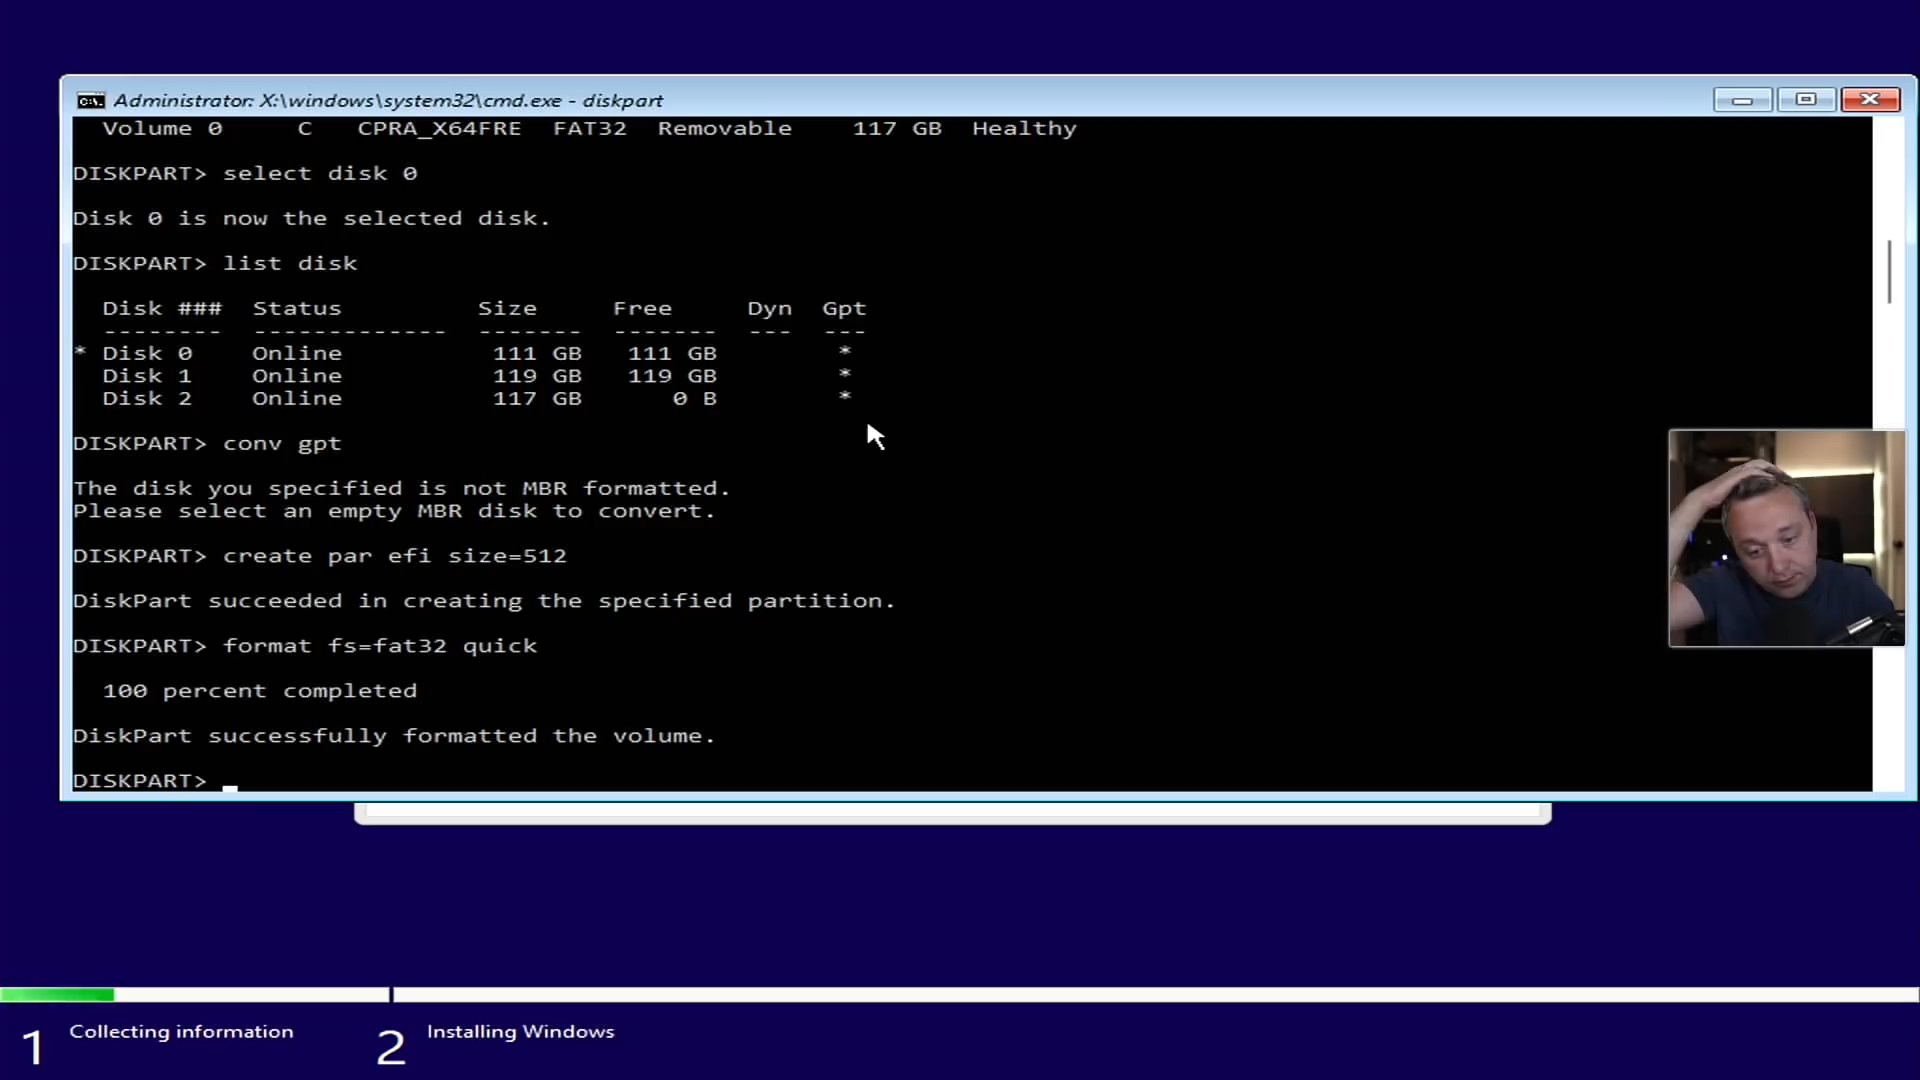 Administrator: X:\windows\system32\cmd.exe - diskpart
Volume 0 C CPRA_X64FRE FAT32 Removable 117 GB Healthy
DISKPART> select disk 0
Disk 0 is now the selected disk.
DISKPART> list disk
Disk ### Status Size Free Dyn Gpt
-------- ------------- ------- ------- --- ---
* Disk 0 Online 111 GB 111 GB *
Disk 1 Online 119 GB 119 GB *
Disk 2 Online 117 GB 0 B *
DISKPART> conv gpt
The disk you specified is not MBR formatted.
Please select an empty MBR disk to convert.
DISKPART> create par efi size=512
DiskPart succeeded in creating the specified partition.
DISKPART> format fs=fat32 quick
100 percent completed
DiskPart successfully formatted the volume.
DISKPART>
1 Collecting information 2 Installing Windows